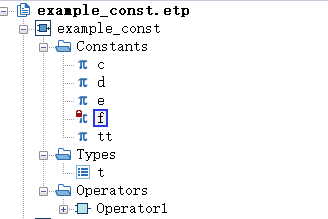 example_const.etp
example_const
Constants
c
d
e
f
tt
Types
t
Operators
Operator1